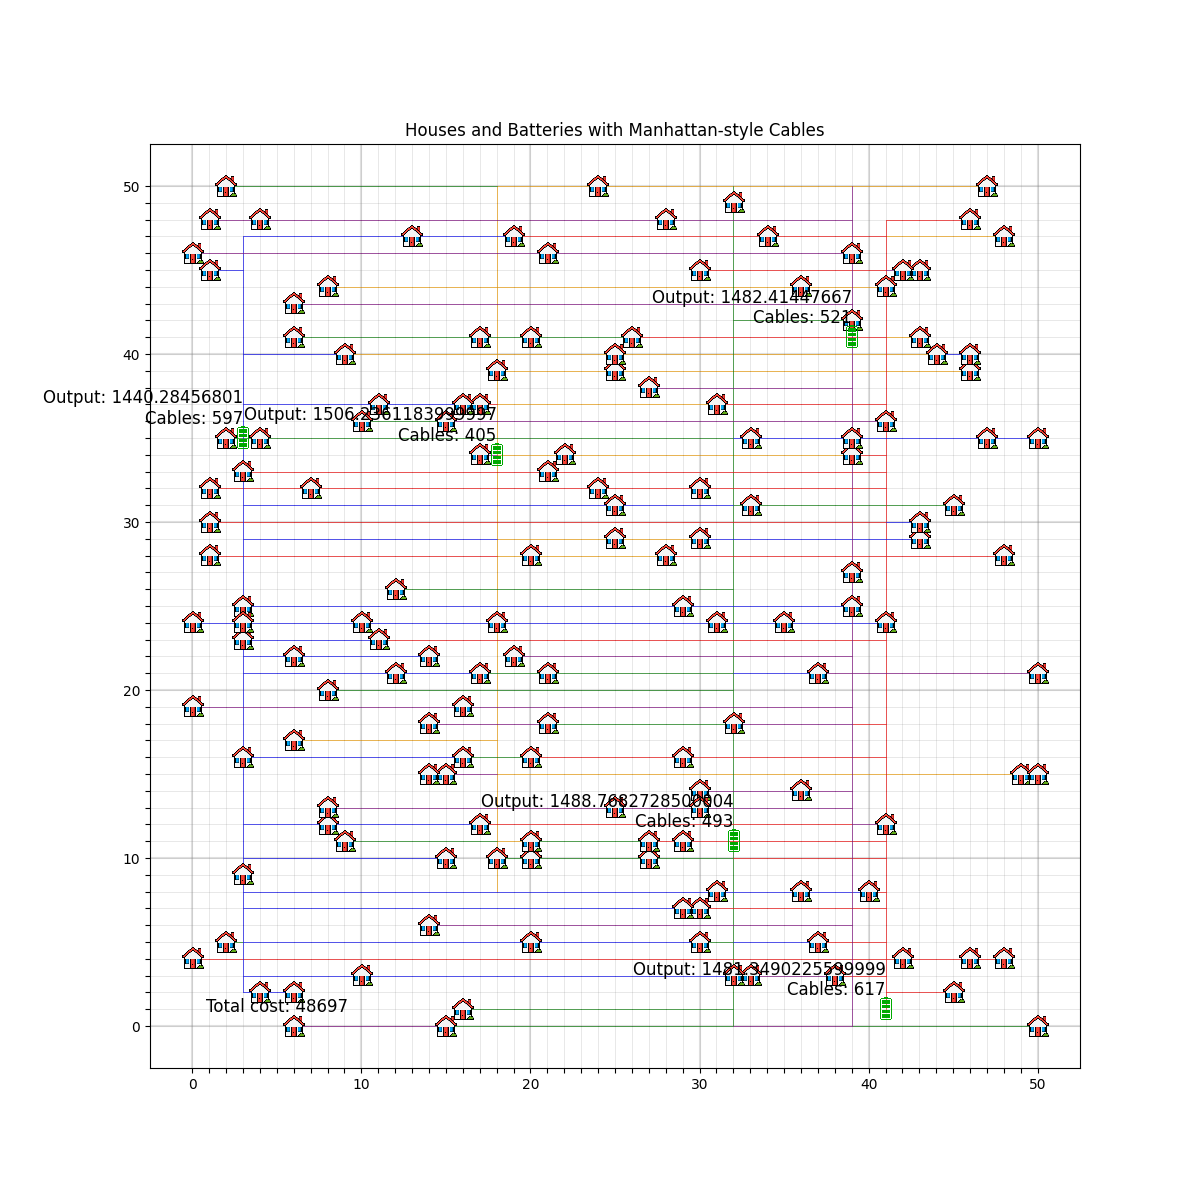 Houses and Batteries with Manhattan-style Cables
50
40
30
20
10
0
Output: 1482.41447667
Cables: 521
Output: 1440.28456801
Cables: 597
Output: 1506.2361183999997
Cables: 405
Output: 1488.7682728500004
Cables: 493
Output: 1481.3490225599999
Cables: 617
Total cost: 48697
0 10 20 30 40 50